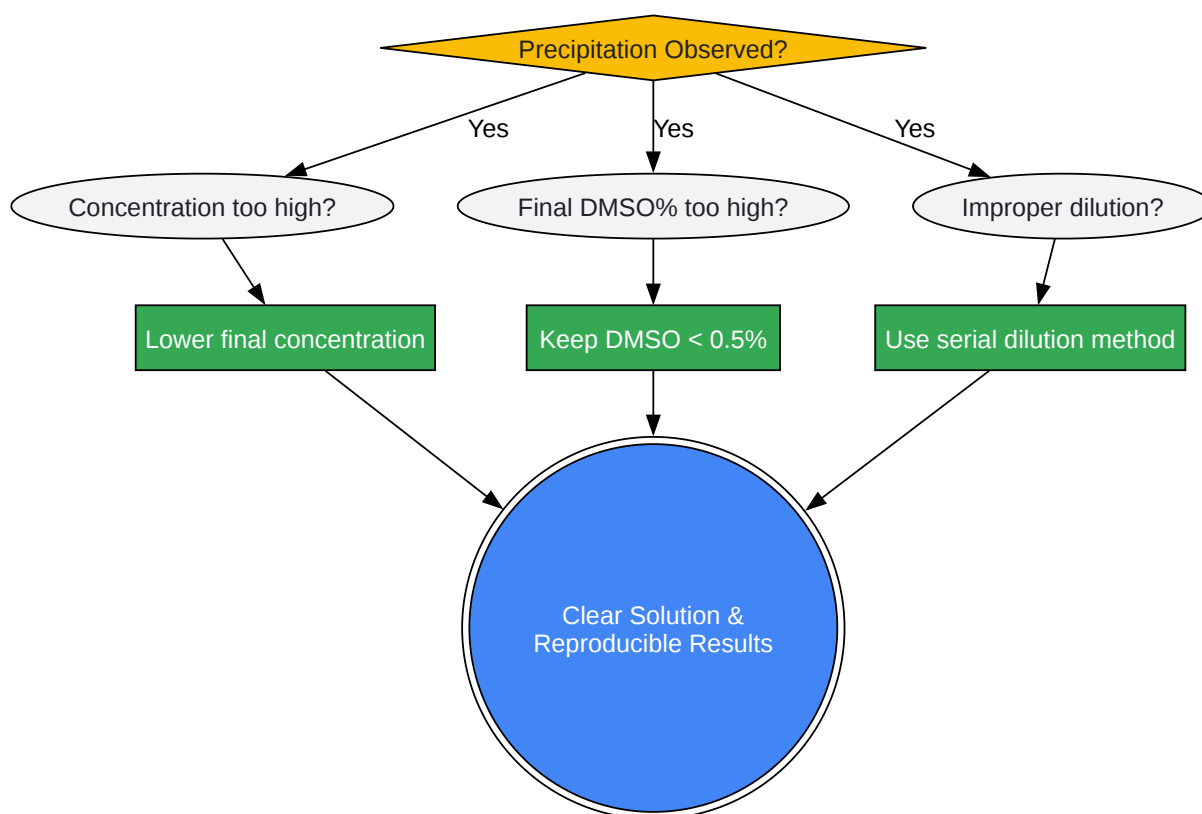 Precipitation Observed?
Yes
Yes
Yes
Concentration too high?
Final DMSO% too high?
Improper dilution?
Lower final concentration
Keep DMSO < 0.5%
Use serial dilution method
Clear Solution &
Reproducible Results